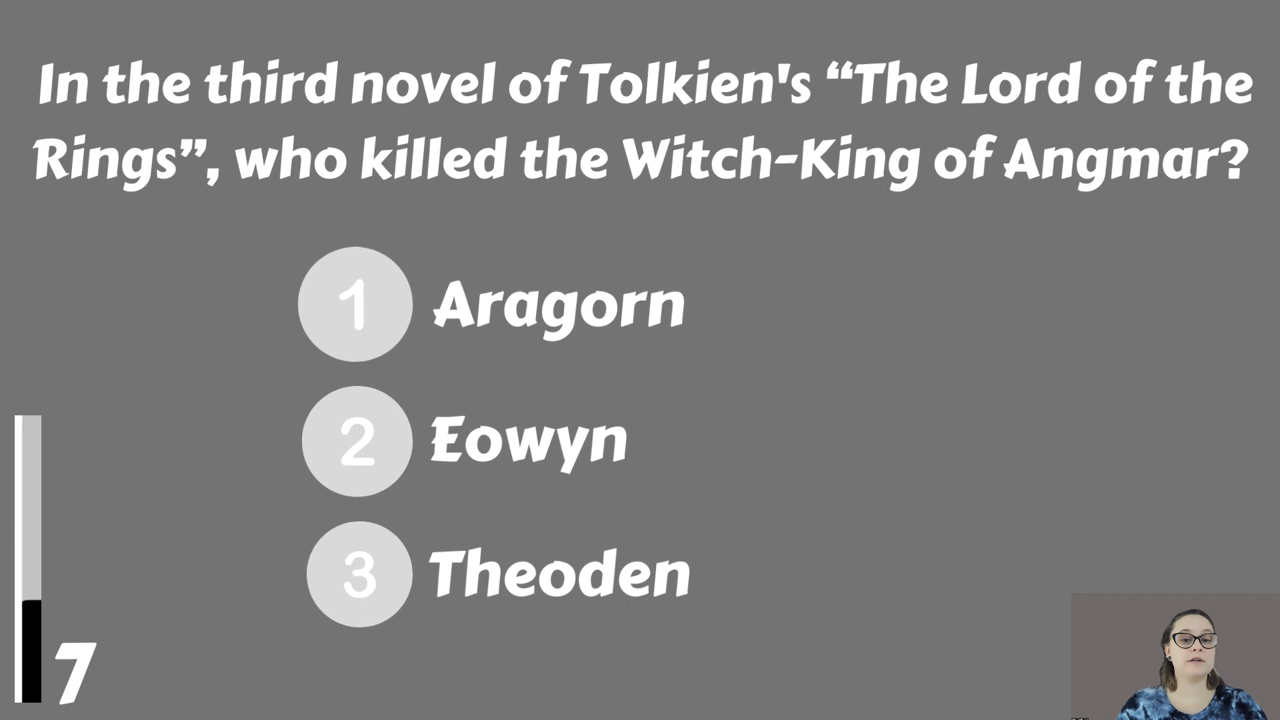 In the third novel of Tolkien's “The Lord of the
Rings”, who killed the Witch-King of Angmar?
1 Aragorn
2 Eowyn
3 Theoden
7